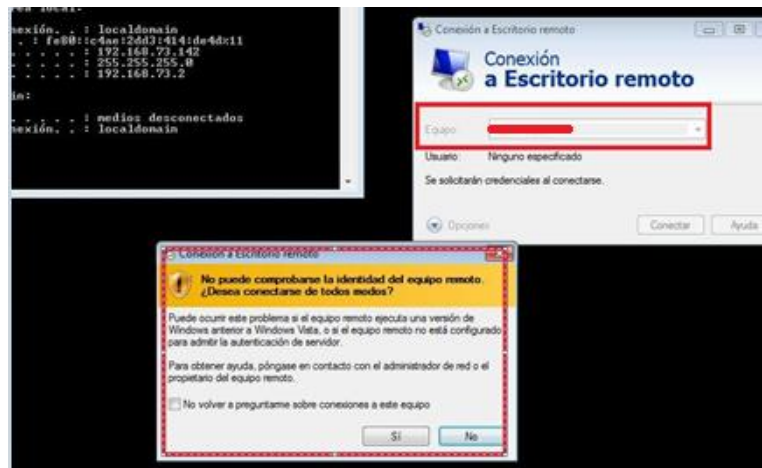 nexión. . : localdomain
. : fe80::c4ae:2dd3:414:de4d%11
. . . . . : 192.168.73.142
. . . . . : 255.255.255.0
. . . . . : 192.168.73.2
. . . . . : medios desconectados
nexión. . : localdomain
Conexión a Escritorio remoto
Conexión
a Escritorio remoto
Equipo:
Usuario: Ninguno especificado
Se solicitarán credenciales al conectarse.
Opciones
Conectar
Ayuda
Conexión a Escritorio remoto
No puede comprobarse la identidad del equipo remoto.
¿Desea conectarse de todos modos?
Puede ocurrir este problema si el equipo remoto ejecuta una versión de
Windows anterior a Windows Vista, o si el equipo remoto no está configurado
para admitir la autenticación de servidor.
Para obtener ayuda, póngase en contacto con el administrador de red o el
propietario del equipo remoto.
No volver a preguntarme sobre conexiones a este equipo
Sí
No